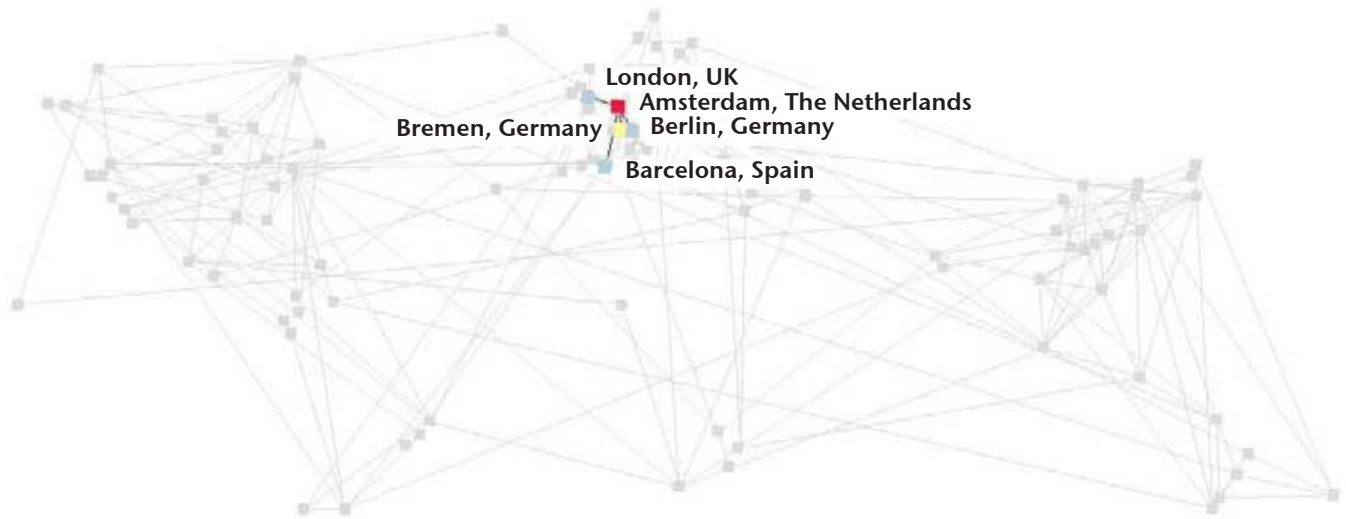 London, UK
Amsterdam, The Netherlands
Bremen, Germany
Berlin, Germany
Barcelona, Spain